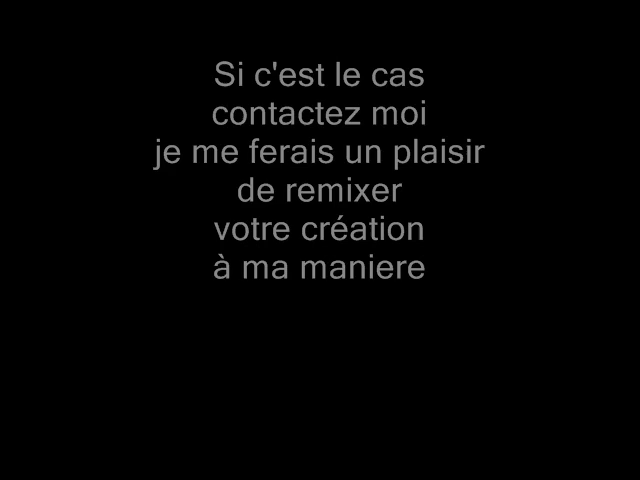 Si c'est le cas
contactez moi
je me ferais un plaisir
de remixer
votre création
à ma maniere